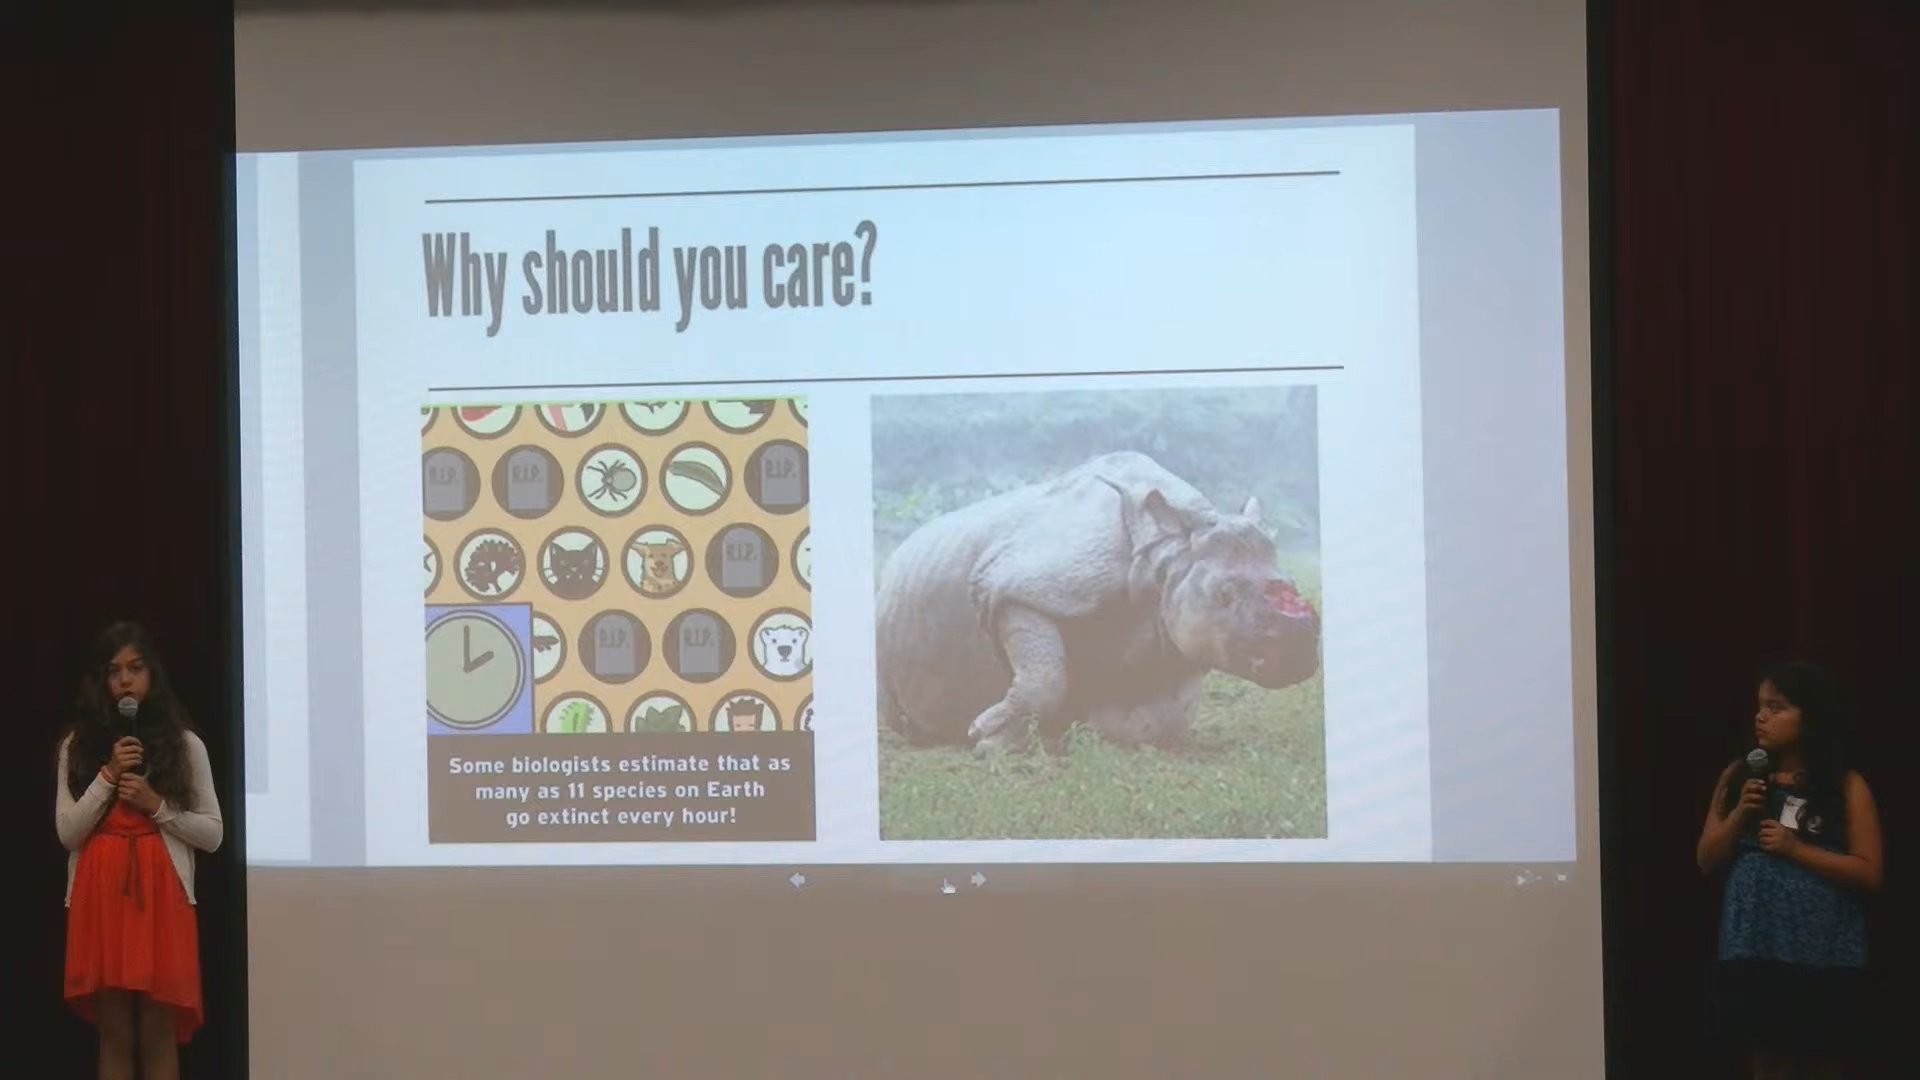 Why should you care?
R.I.P.
R.I.P.
R.I.P.
R.I.P.
R.I.P.
R.I.P.
Some biologists estimate that as
many as 11 species on Earth
go extinct every hour!